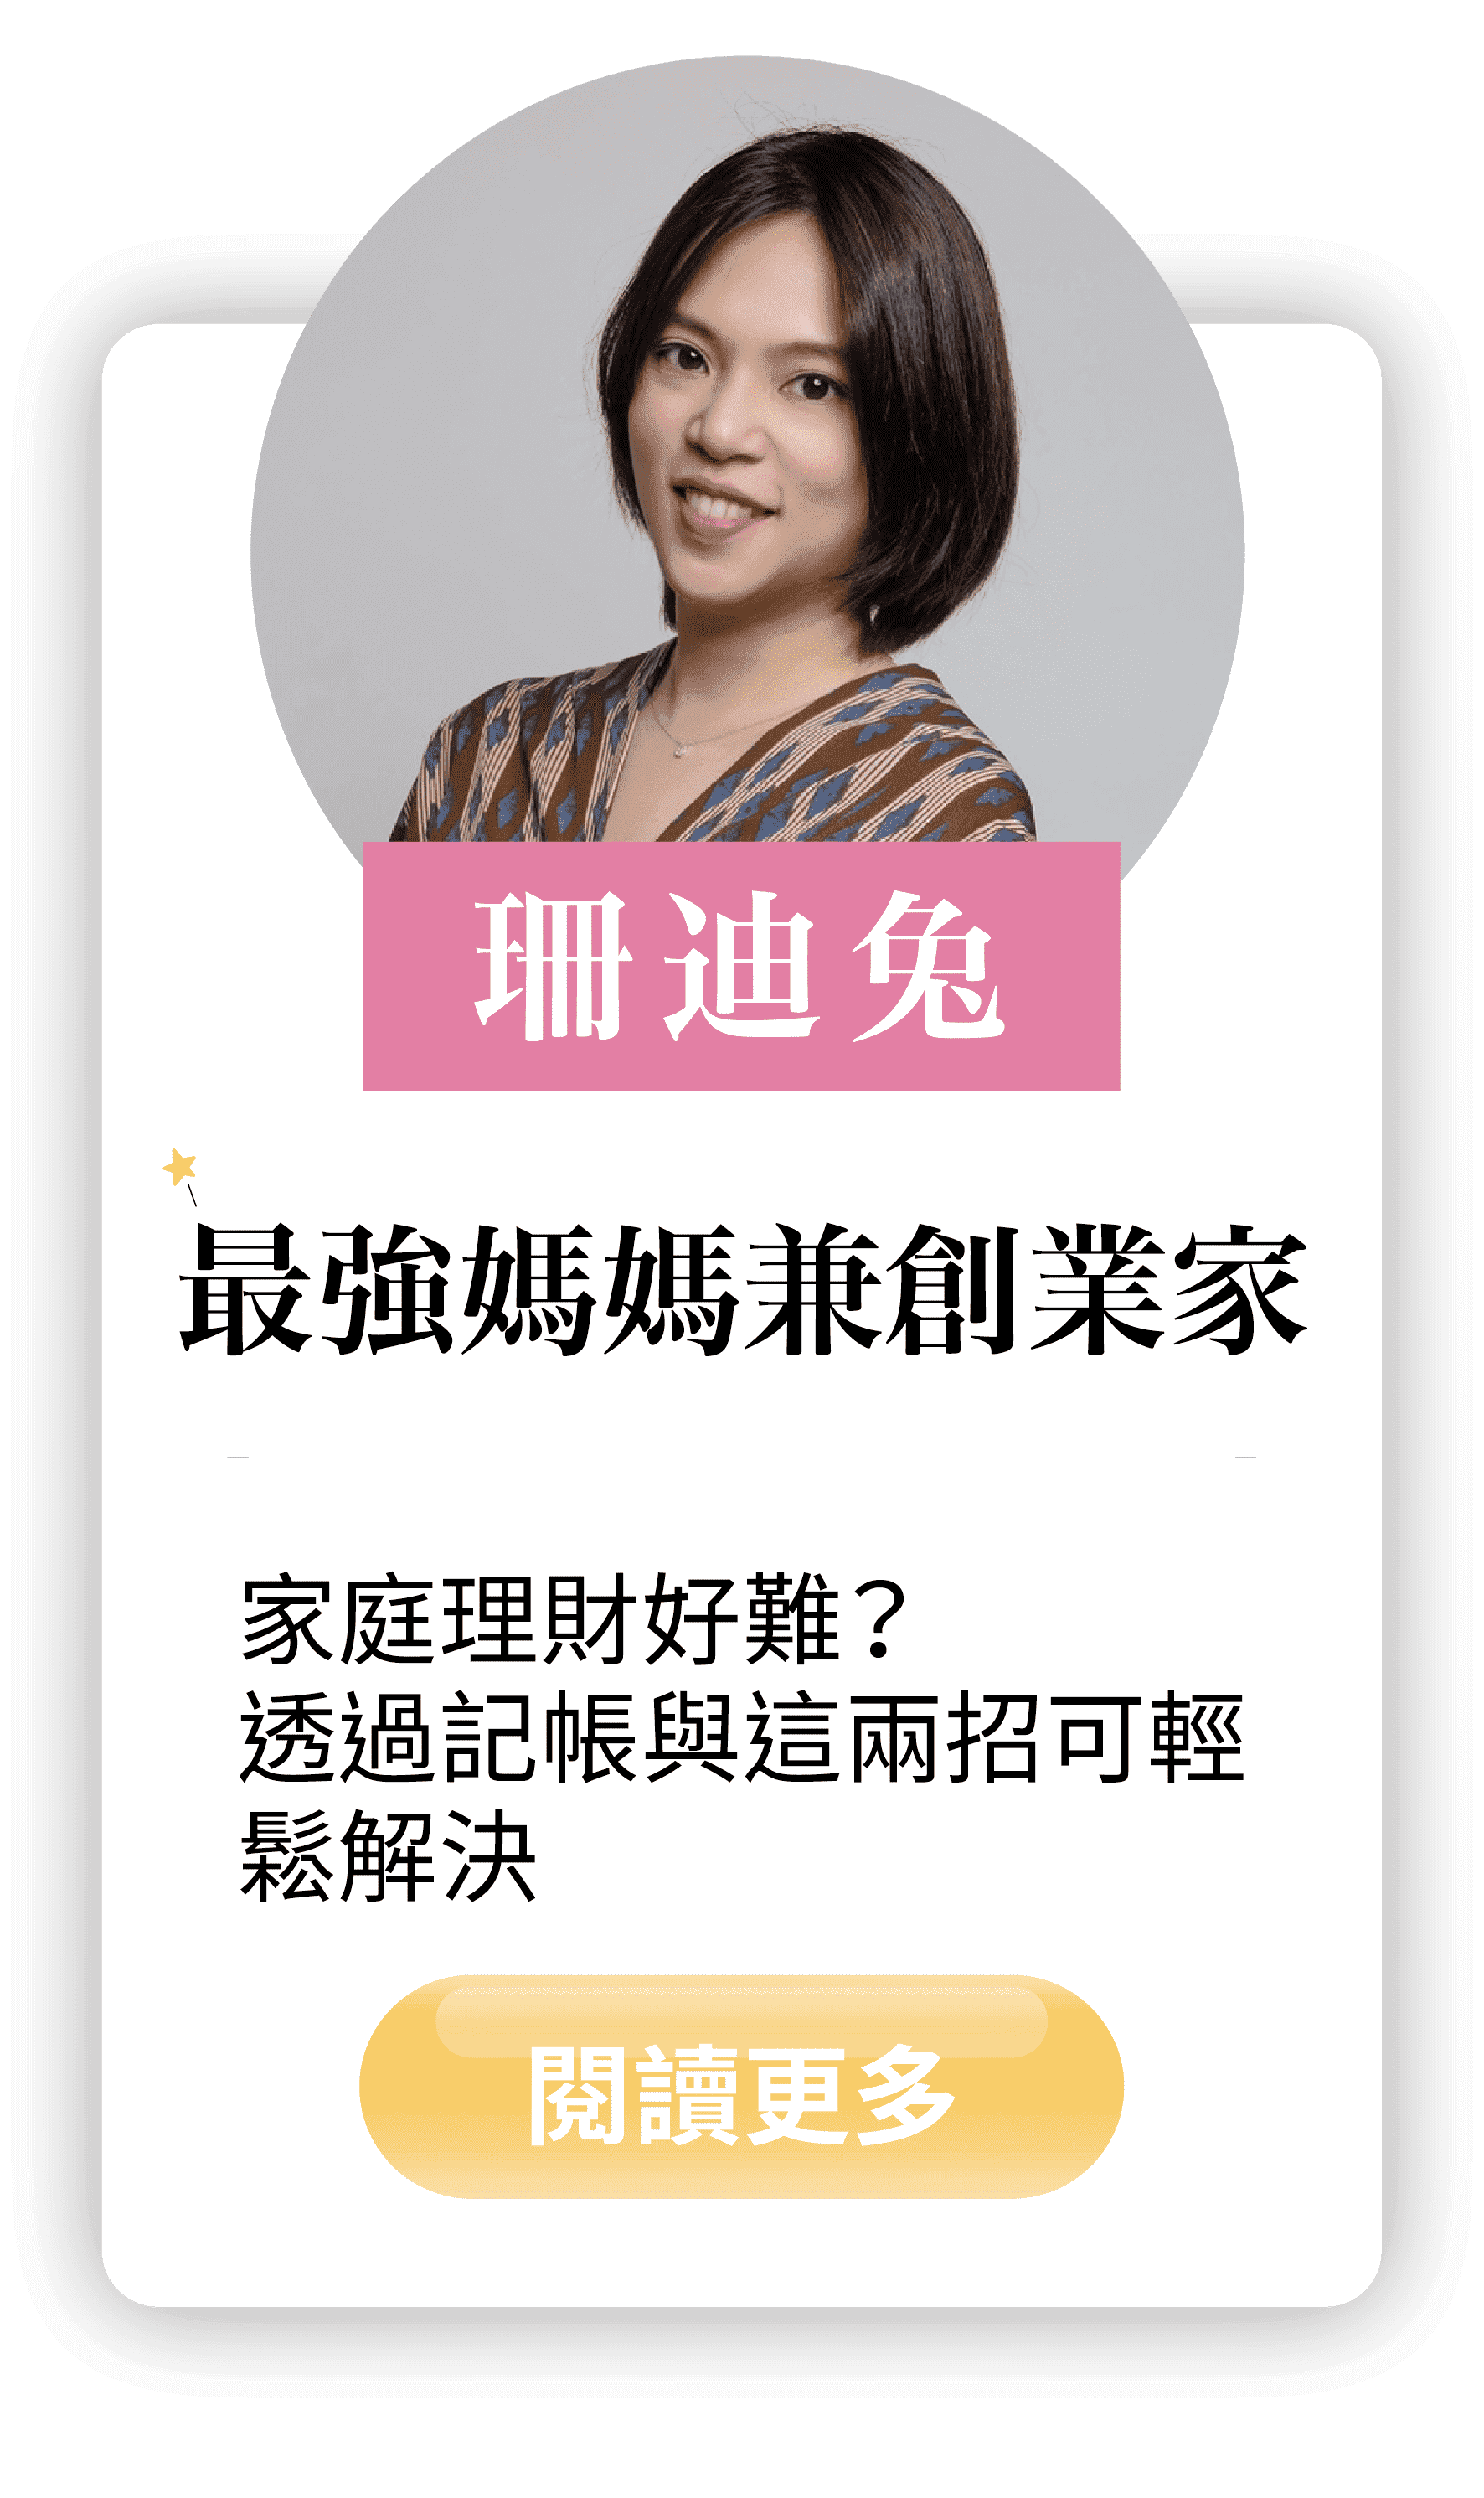 珊迪兔
最強媽媽兼創業家
家庭理財好難？
透過記帳與這兩招可輕
鬆解決
閱讀更多